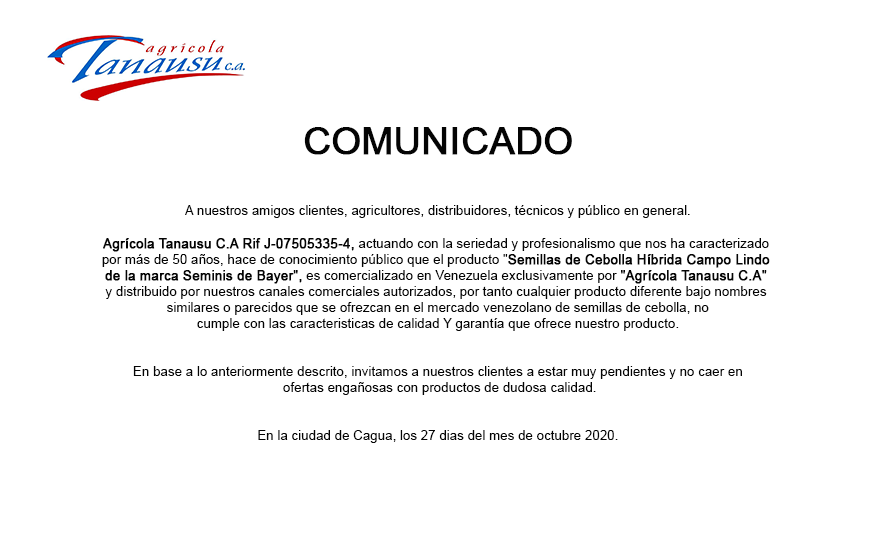 agrícola
Tanausu c.a.
COMUNICADO
A nuestros amigos clientes, agricultores, distribuidores, técnicos y público en general.
Agrícola Tanausu C.A Rif J-07505335-4, actuando con la seriedad y profesionalismo que nos ha caracterizado
por más de 50 años, hace de conocimiento público que el producto "Semillas de Cebolla Híbrida Campo Lindo
de la marca Seminis de Bayer", es comercializado en Venezuela exclusivamente por "Agrícola Tanausu C.A"
y distribuido por nuestros canales comerciales autorizados, por tanto cualquier producto diferente bajo nombres
similares o parecidos que se ofrezcan en el mercado venezolano de semillas de cebolla, no
cumple con las caracteristicas de calidad Y garantía que ofrece nuestro producto.
En base a lo anteriormente descrito, invitamos a nuestros clientes a estar muy pendientes y no caer en
ofertas engañosas con productos de dudosa calidad.
En la ciudad de Cagua, los 27 dias del mes de octubre 2020.